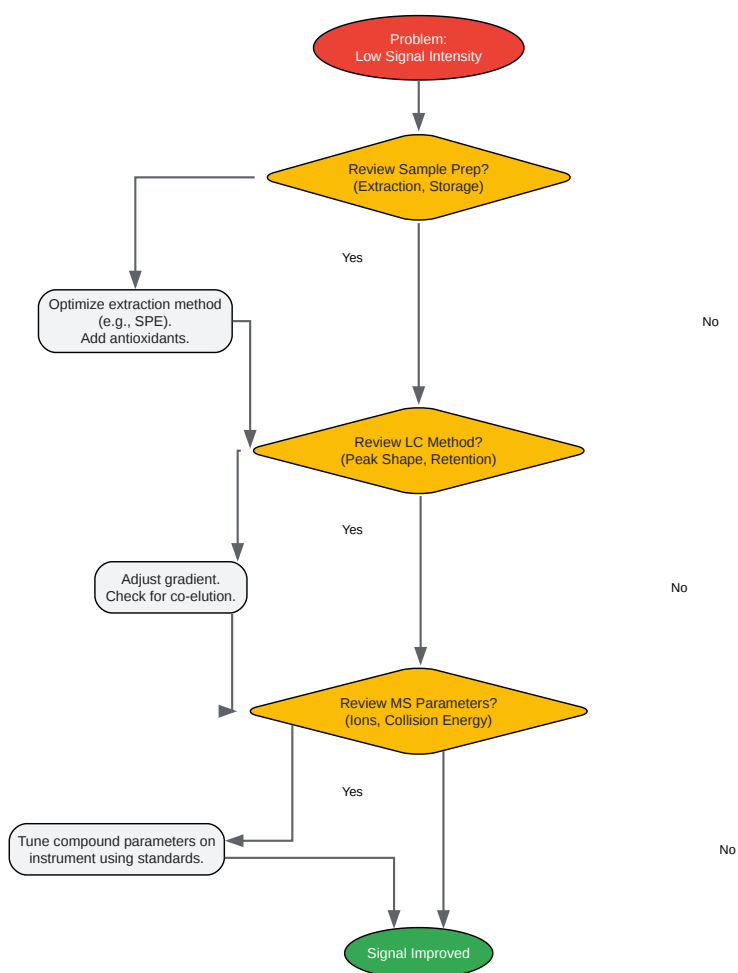 Problem:
Low Signal Intensity
Review Sample Prep?
(Extraction, Storage)
Yes
Optimize extraction method
(e.g., SPE).
Add antioxidants.
No
Review LC Method?
(Peak Shape, Retention)
Yes
Adjust gradient.
Check for co-elution.
No
Review MS Parameters?
(Ions, Collision Energy)
Yes
Tune compound parameters on
instrument using standards.
No
Signal Improved